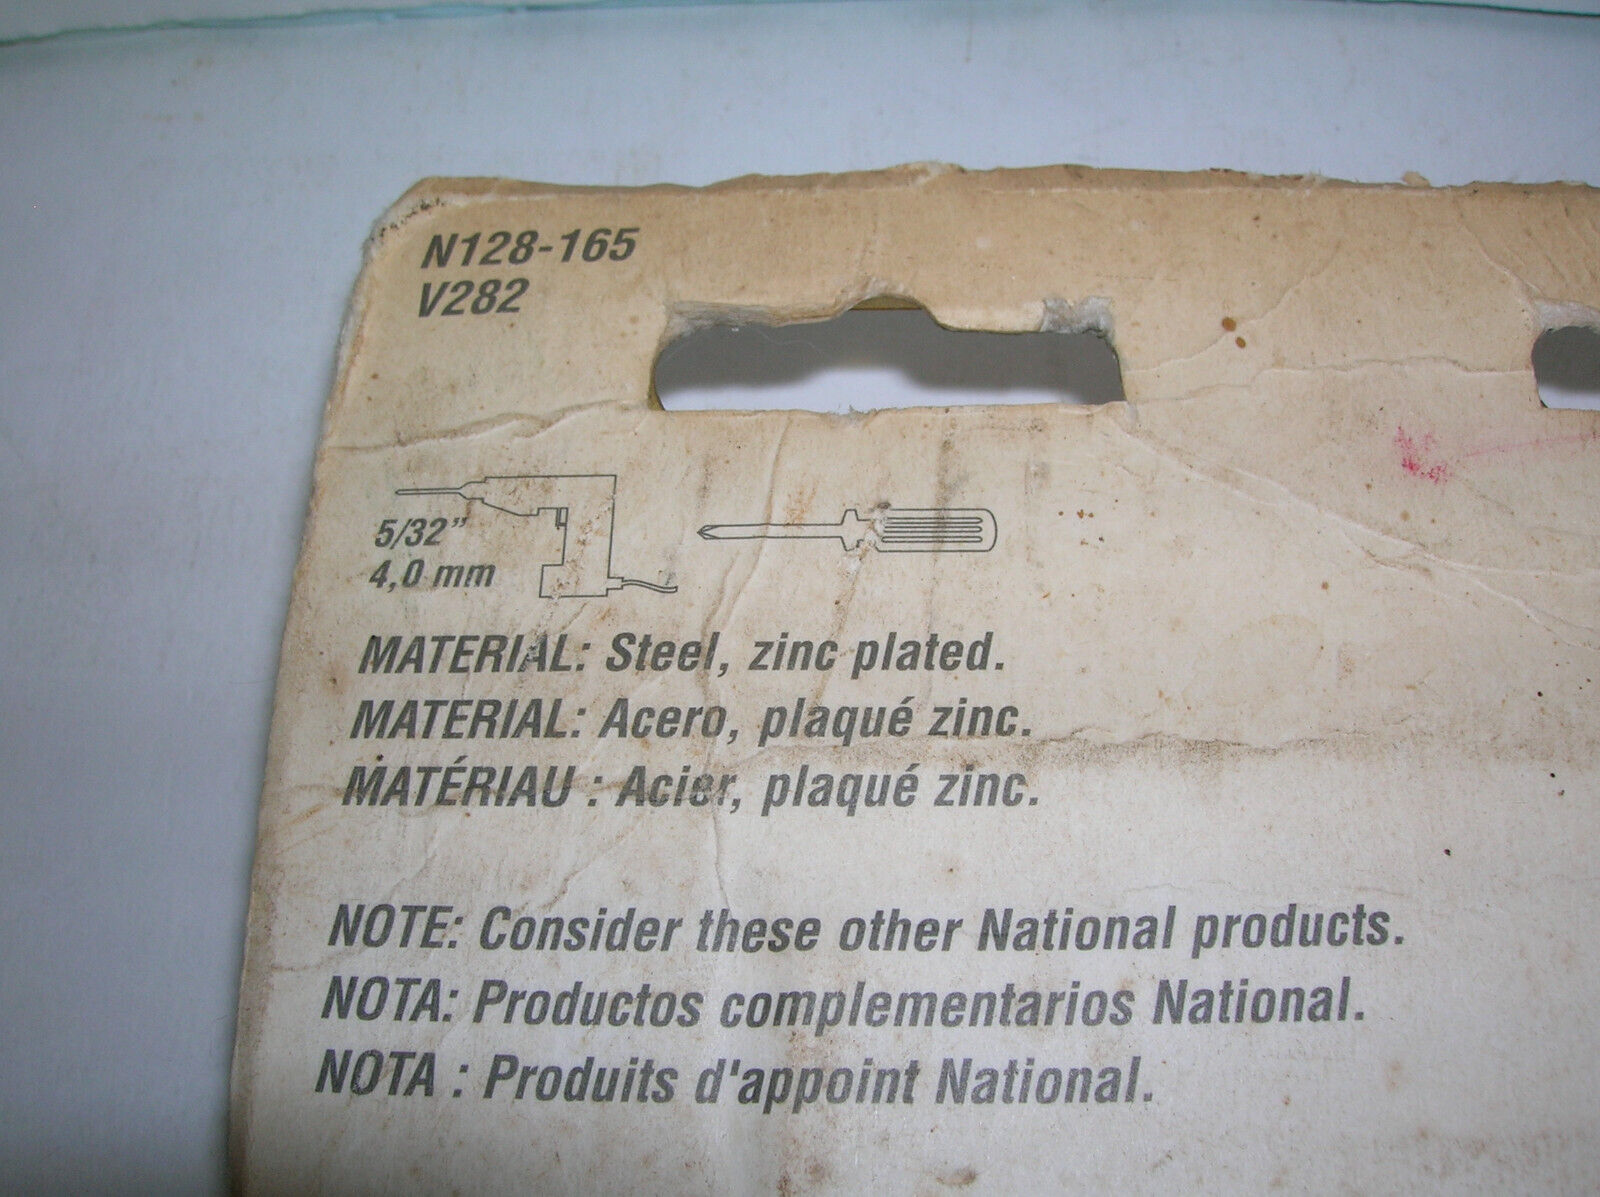 N128-165
V282
5/32"
4,0 mm
MATERIAL: Steel, zinc plated.
MATERIAL: Acero, plaqué zinc.
MATÉRIAU : Acier, plaqué zinc.
NOTE: Consider these other National products.
NOTA: Productos complementarios National.
NOTA : Produits d'appoint National.